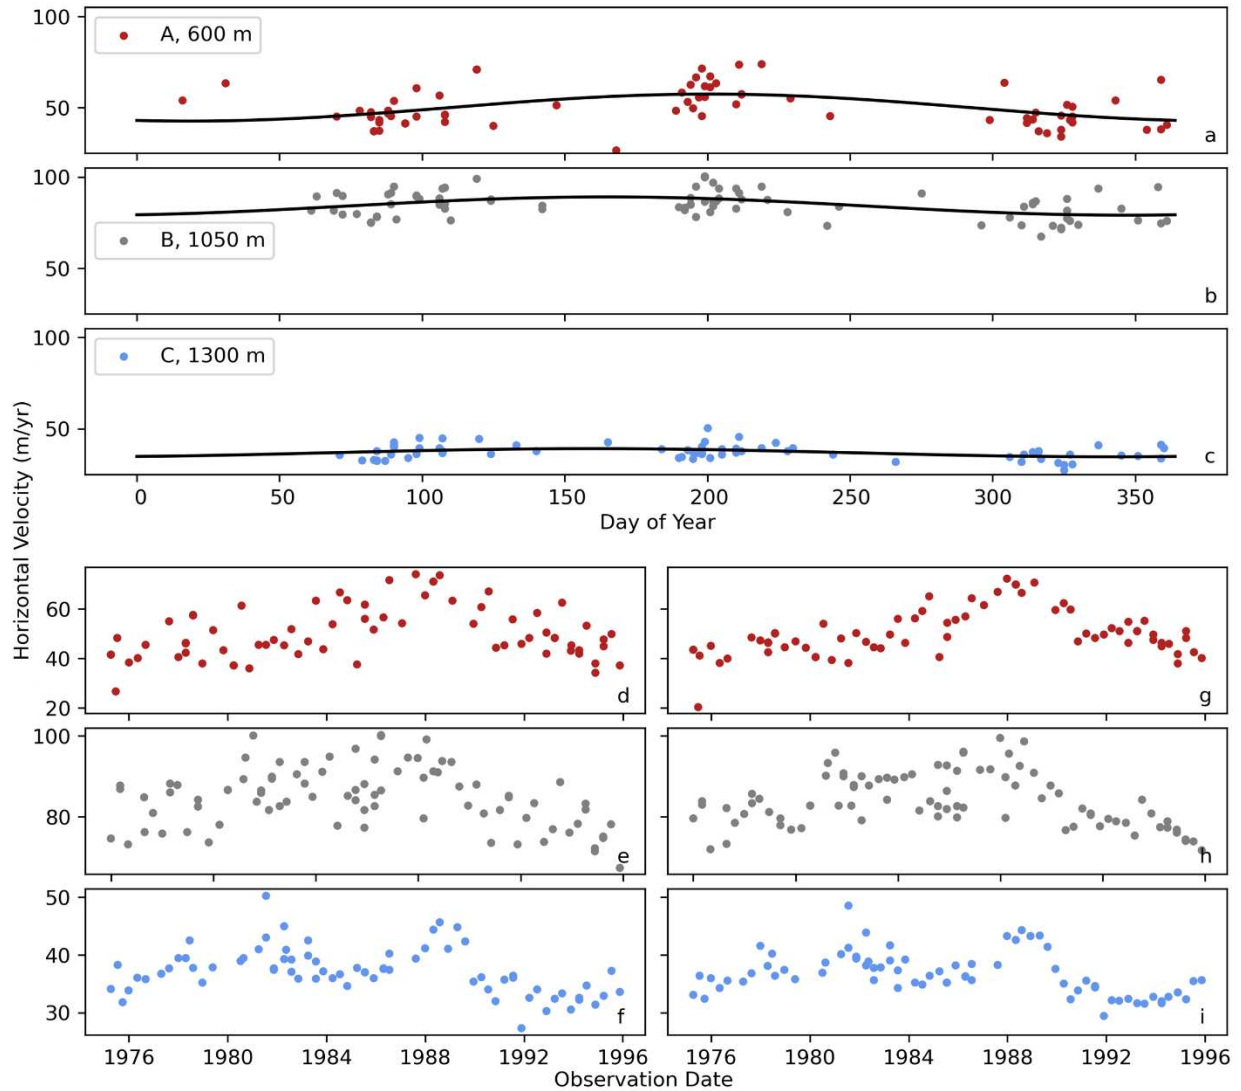 100
A, 600 m
50
a
100
B, 1050 m
50
b
100
C, 1300 m
50
c
0 50 100 150 200 250 300 350
Day of Year
Horizontal Velocity (m/yr)
60
40
20
d
g
100
80
e
h
50
40
30
f
i
1976 1980 1984 1988 1992 1996 1976 1980 1984 1988 1992 1996
Observation Date